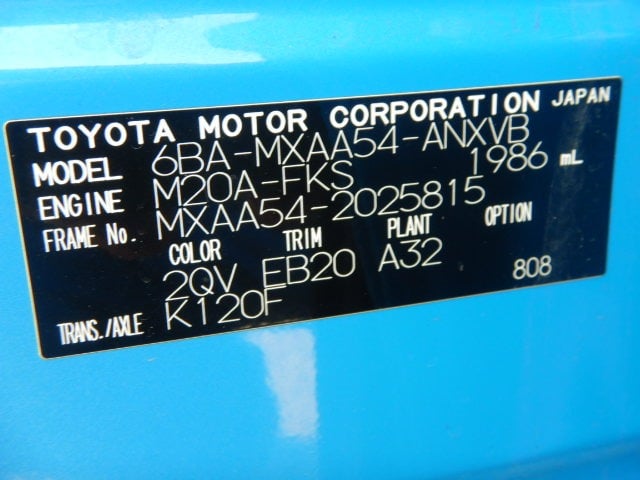 TOYOTA MOTOR CORPORATION JAPAN
MODEL 6BA-MXAA54-ANXVB
ENGINE M20A-FKS 1986 mL
FRAME No. MXAA54-2025815
COLOR TRIM PLANT OPTION
2QV EB20 A32 808
TRANS./AXLE K120F